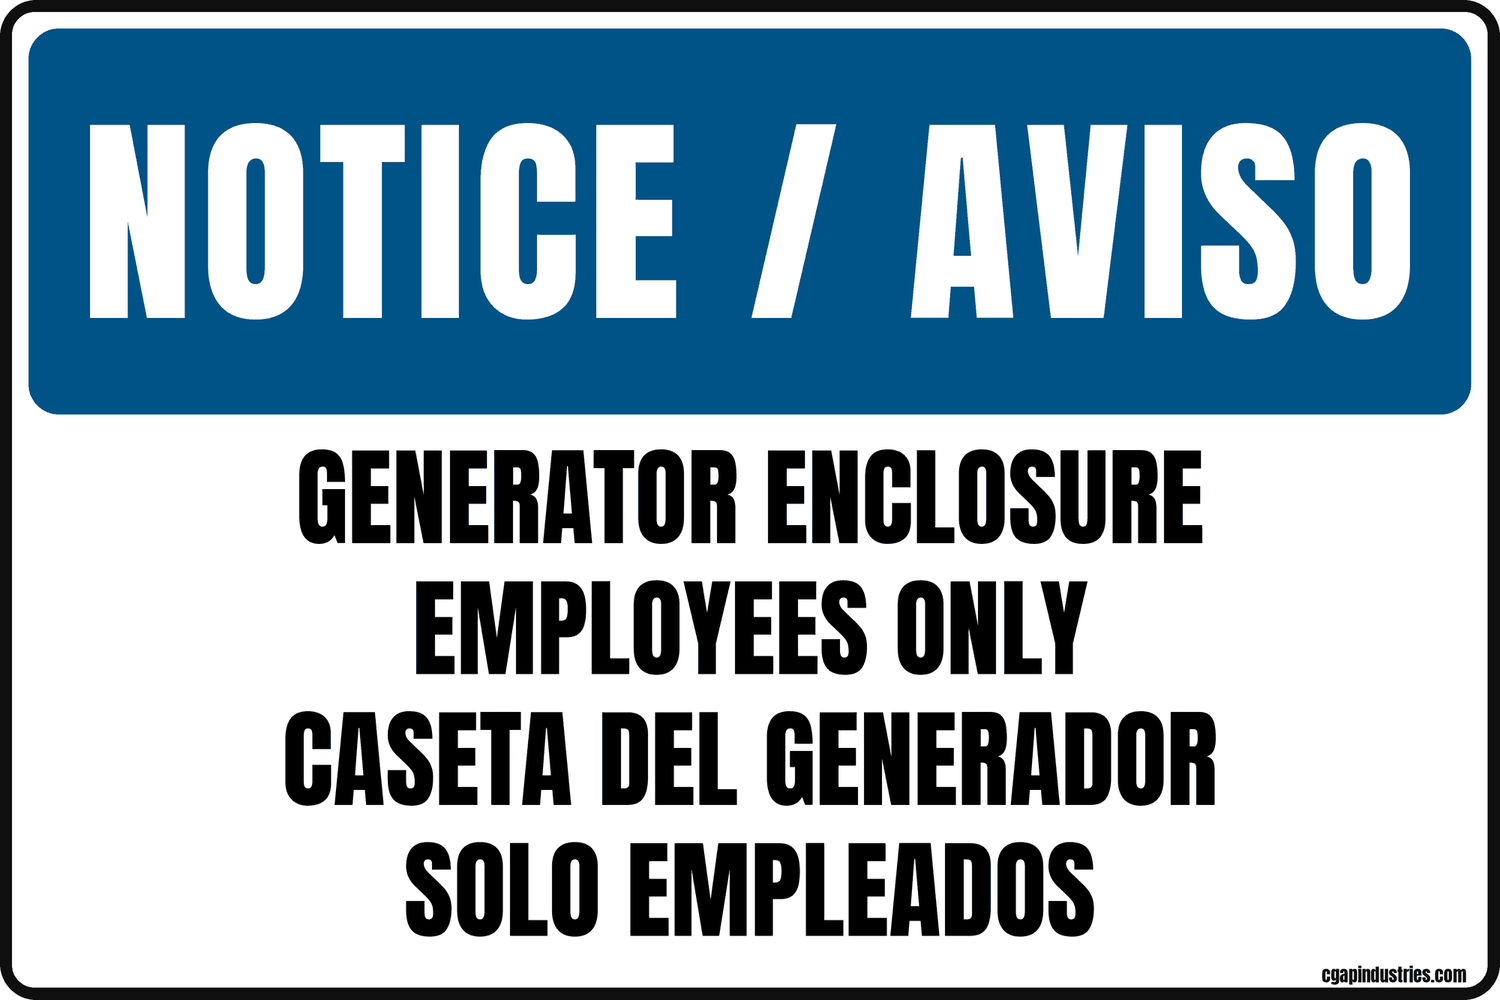 NOTICE / AVISO
GENERATOR ENCLOSURE
EMPLOYEES ONLY
CASETA DEL GENERADOR
SOLO EMPLEADOS
cgapindustries.com